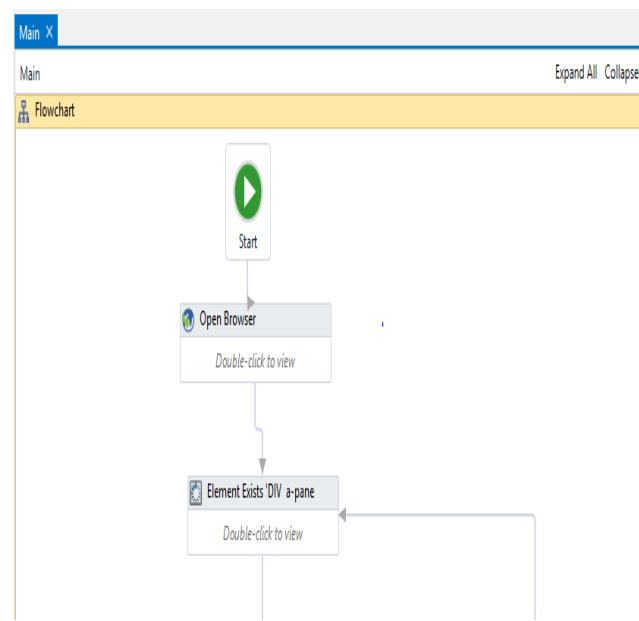 Main ×
Main Expand All Collapse
Flowchart
Start
Open Browser
Double-click to view
Element Exists 'DIV a-pane
Double-click to view